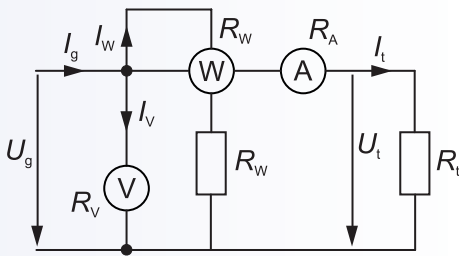 I_W R_W R_A
I_g W A I_t
I_V
U_g V R_W U_t R_t
R_V